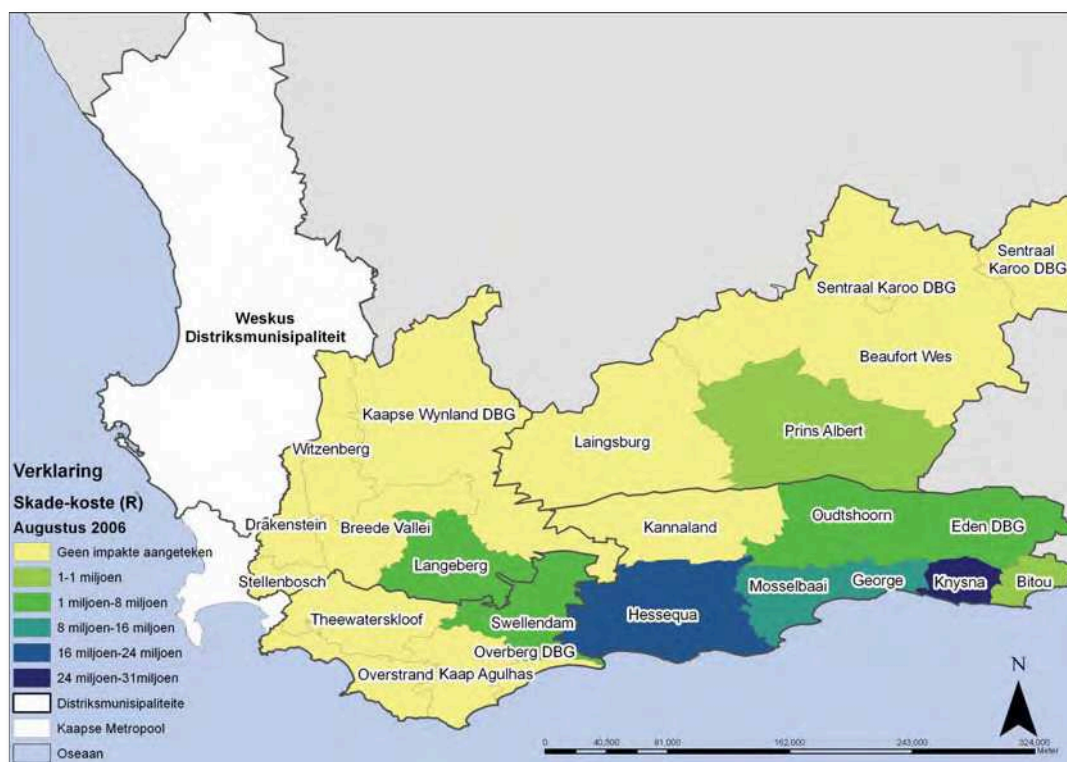 Sentraal
Karoo DBG
Sentraal Karoo DBG
Weskus
Distriksmunisipaliteit
Beaufort Wes
Kaapse Wynland DBG
Prins Albert
Laingsburg
Witzenberg
Verklaring
Skade-koste (R)
Augustus 2006
Geen impakte aangeteken
1-1 miljoen
1 miljoen-8 miljoen
8 miljoen-16 miljoen
16 miljoen-24 miljoen
24 miljoen-31miljoen
Distriksmunisipaliteite
Kaapse Metropool
Oseaan
Drakenstein
Breede Vallei
Kannaland
Oudtshoorn
Eden DBG
Langeberg
Stellenbosch
Mosselbaai
George
Knysna
Bitou
Theewaterskloof
Swellendam
Hessequa
Overberg DBG
Overstrand
Kaap Agulhas
N
0 40,500 81,000 162,000 243,000 324,000
Meter